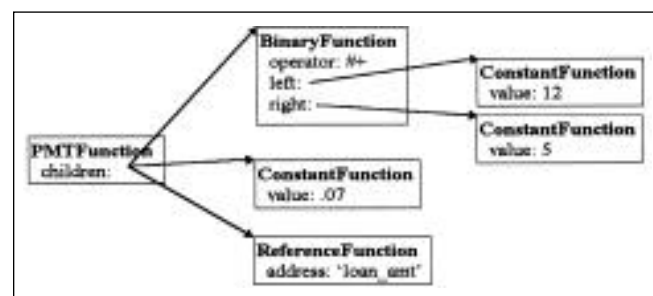 BinaryFunction
operator: #+
left:
right:
ConstantFunction
value: 12
ConstantFunction
value: 5
PMTFunction
children:
ConstantFunction
value: .07
ReferenceFunction
address: ‘loan_amt’